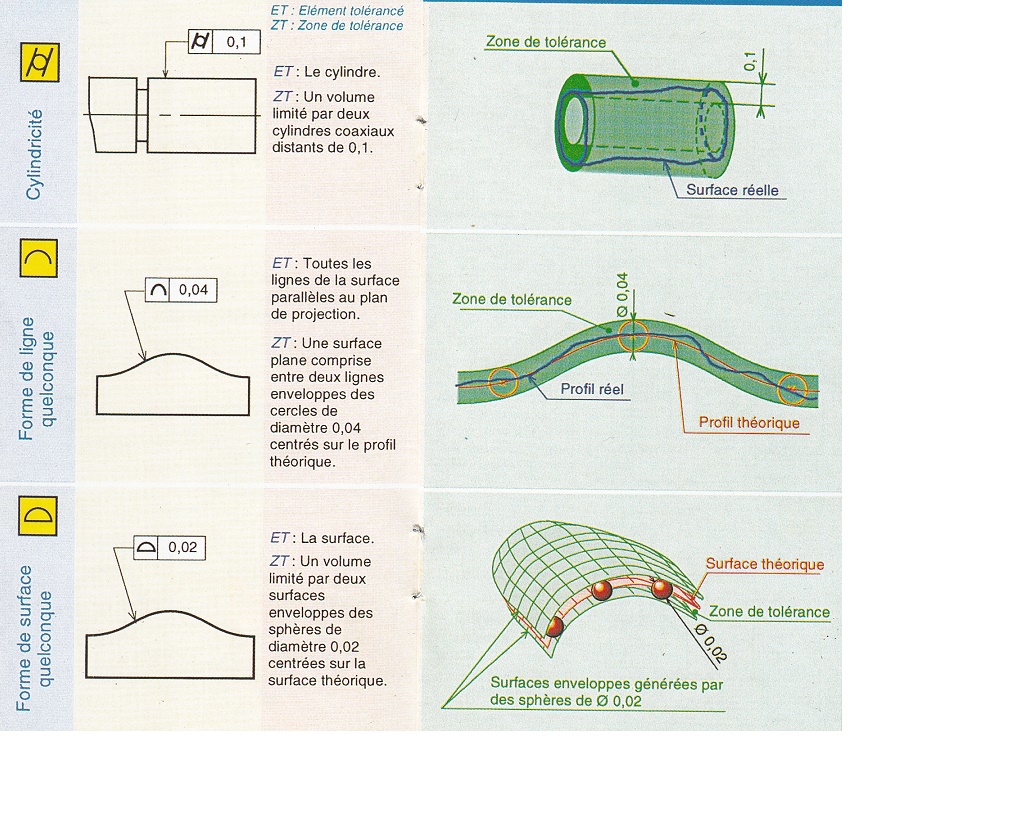 ET : Elément tolérancé
ZT : Zone de tolérance
Cylindricité
0,1
ET : Le cylindre.
ZT : Un volume
limité par deux
cylindres coaxiaux
distants de 0,1.
Zone de tolérance
0,1
Surface réelle
Forme de ligne
quelconque
0,04
ET : Toutes les
lignes de la surface
parallèles au plan
de projection.
ZT : Une surface
plane comprise
entre deux lignes
enveloppes des
cercles de
diamètre 0,04
centrés sur le profil
théorique.
Zone de tolérance
Ø 0,04
Profil réel
Profil théorique
Forme de surface
quelconque
0,02
ET : La surface.
ZT : Un volume
limité par deux
surfaces
enveloppes des
sphères de
diamètre 0,02
centrées sur la
surface théorique.
Surface théorique
Zone de tolérance
Ø 0,02
Surfaces enveloppes générées par
des sphères de Ø 0,02